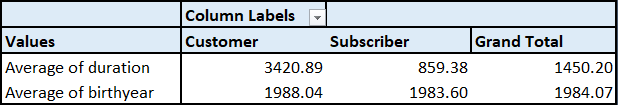 Column Labels
Values Customer Subscriber Grand Total
Average of duration 3420.89 859.38 1450.20
Average of birthyear 1988.04 1983.60 1984.07